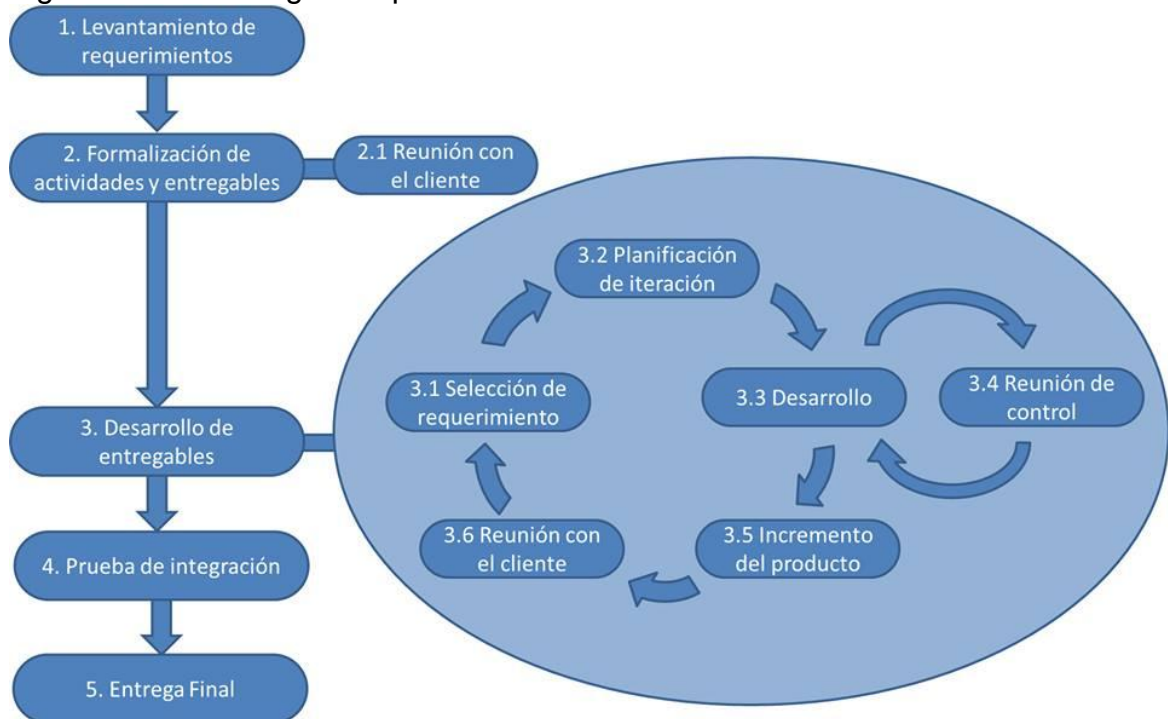 1. Levantamiento de
requerimientos
2. Formalización de
actividades y entregables
2.1 Reunión con
el cliente
3.2 Planificación
de iteración
3.1 Selección de
requerimiento
3.3 Desarrollo
3.4 Reunión de
control
3. Desarrollo de
entregables
3.6 Reunión con
el cliente
3.5 Incremento
del producto
4. Prueba de integración
5. Entrega Final